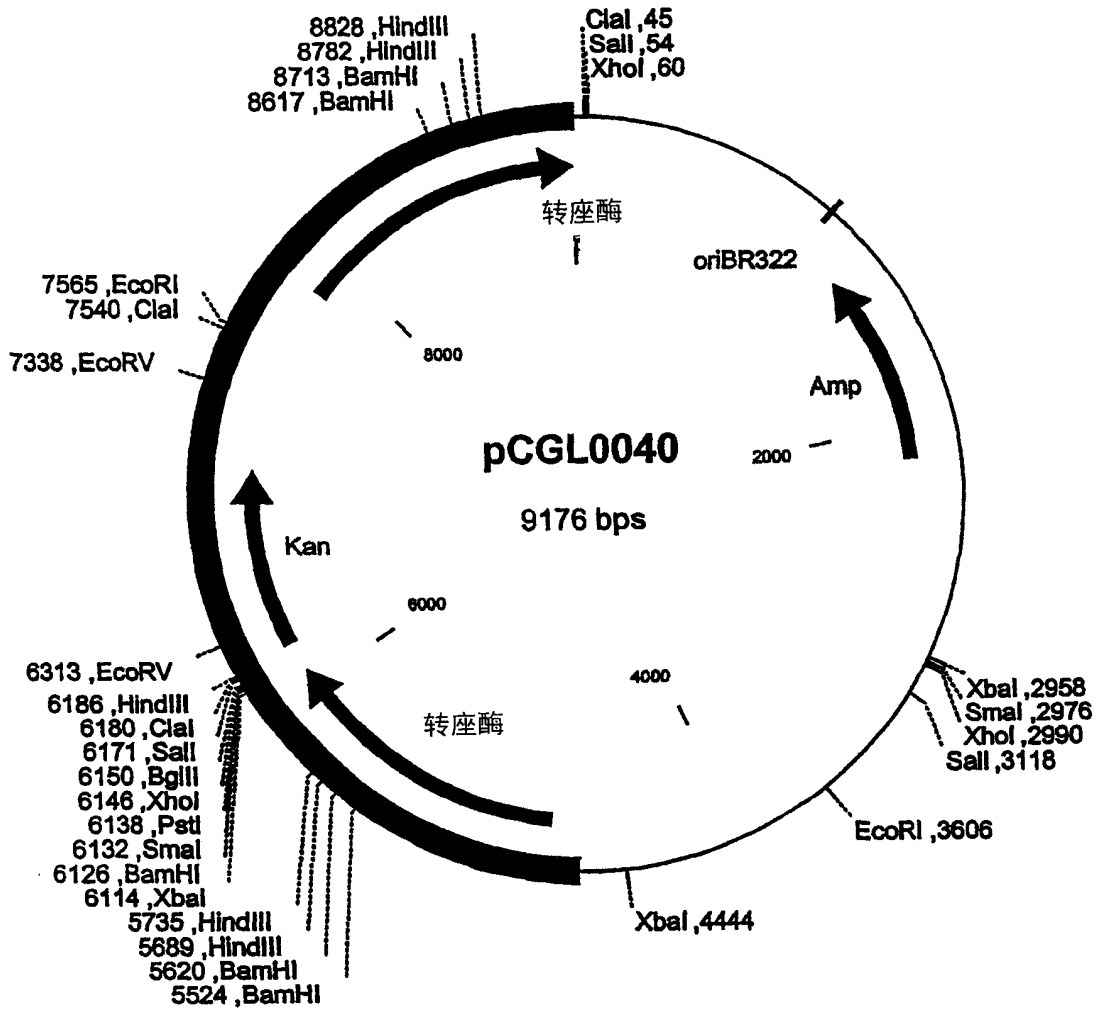 8828 ,HindIII
8782 ,HindIII
8713 ,BamHI
8617 ,BamHI
ClaI ,45
SalI ,54
XhoI ,60
转座酶
oriBR322
7565 ,EcoRI
7540 ,ClaI
7338 ,EcoRV
8000
Amp
pCGL0040
2000
9176 bps
Kan
6000
4000
6313 ,EcoRV
6186 ,HindIII
6180 ,ClaI
6171 ,SalI
6150 ,BglII
6146 ,XhoI
6138 ,PstI
6132 ,SmaI
6126 ,BamHI
6114 ,XbaI
5735 ,HindIII
5689 ,HindIII
5620 ,BamHI
5524 ,BamHI
转座酶
XbaI ,2958
SmaI ,2976
XhoI ,2990
SalI ,3118
EcoRI ,3606
XbaI ,4444